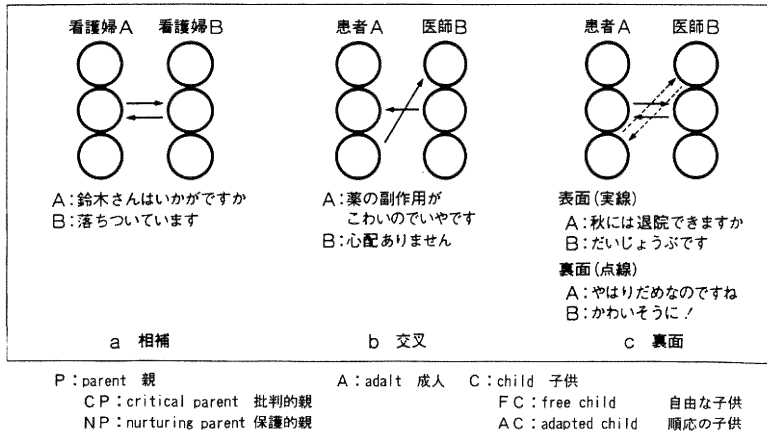 看護婦A 看護婦B
A:鈴木さんはいかがですか
B:落ちついています
a 相補
患者A 医師B
A:薬の副作用が
こわいのでいやです
B:心配ありません
b 交叉
患者A 医師B
表面(実線)
A:秋には退院できますか
B:だいじょうぶです
裏面(点線)
A:やはりだめなのですね
B:かわいそうに!
c 裏面
P:parent 親 A:adalt 成人 C:child 子供
CP:critical parent 批判的親 FC:free child 自由な子供
NP:nurturing parent 保護的親 AC:adapted child 順応の子供